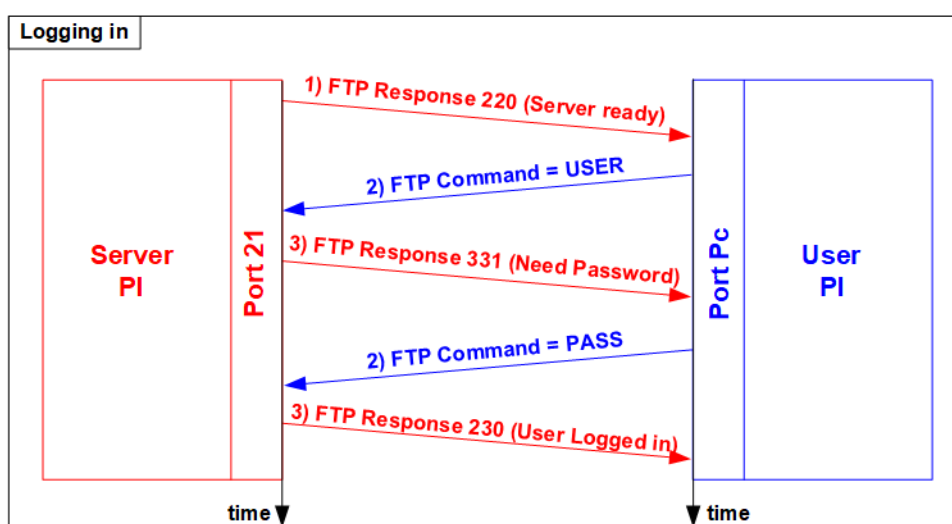 Logging in
1) FTP Response 220 (Server ready)
2) FTP Command = USER
3) FTP Response 331 (Need Password)
2) FTP Command = PASS
3) FTP Response 230 (User Logged in)
Server
PI
Port 21
Port Pc
User
PI
time
time